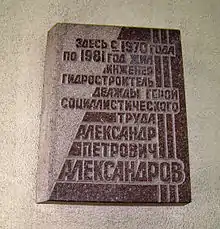 ЗДЕСЬ С 1970 ГОДА
ПО 1981 ГОД ЖИЛ
ИНЖЕНЕР
ГИДРОСТРОИТЕЛЬ
ДВАЖДЫ ГЕРОЙ
СОЦИАЛИСТИЧЕСКОГО
ТРУДА
АЛЕКСАНДР
ПЕТРОВИЧ
АЛЕКСАНДРОВ